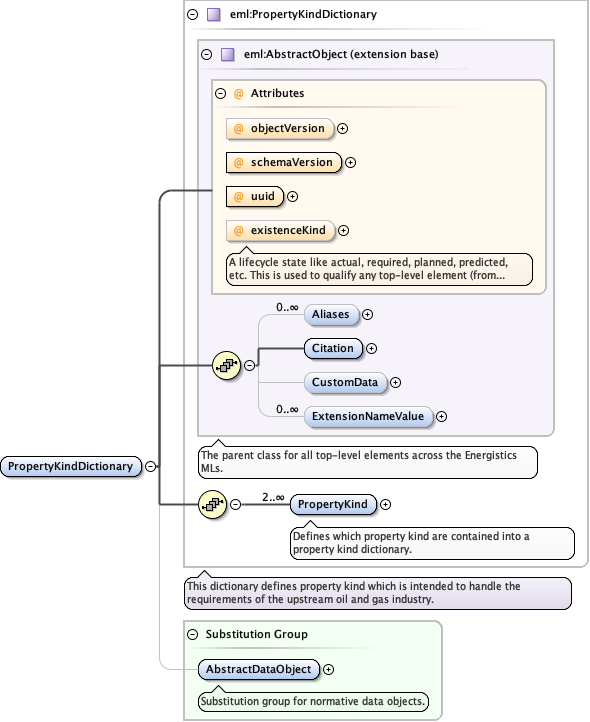 eml:PropertyKindDictionary
eml:AbstractObject (extension base)
@ Attributes
@ objectVersion
@ schemaVersion
@ uuid
@ existenceKind
A lifecycle state like actual, required, planned, predicted,
etc. This is used to qualify any top-level element (from...
0..∞
Aliases
Citation
CustomData
0..∞
ExtensionNameValue
The parent class for all top-level elements across the Energistics
MLs.
PropertyKindDictionary
2..∞
PropertyKind
Defines which property kind are contained into a
property kind dictionary.
This dictionary defines property kind which is intended to handle the
requirements of the upstream oil and gas industry.
Substitution Group
AbstractDataObject
Substitution group for normative data objects.